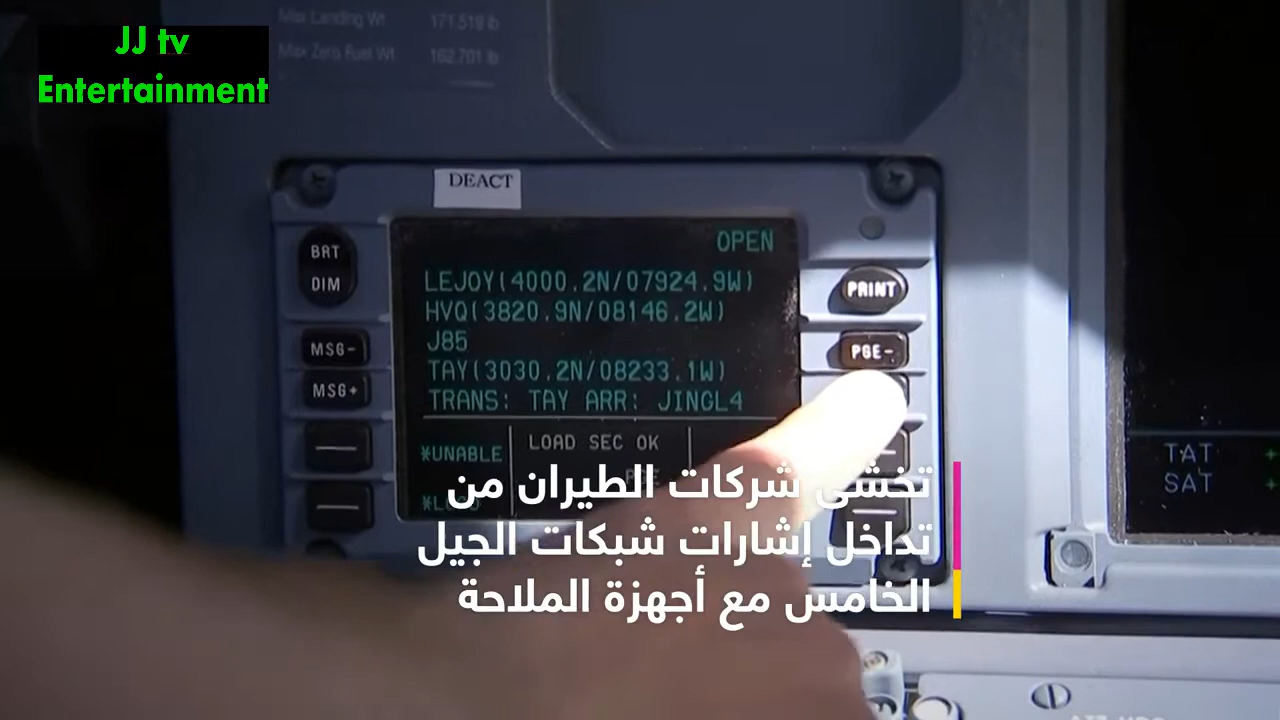 Max Landing Wt 171.519 lb
Max Zero Fuel Wt 162.701 lb
JJ tv
Entertainment
DEACT
BRT
DIM
OPEN
LEJOY(4000.2N/07924.9W)
HVQ(3820.9N/08146.2W)
J85
TAY(3030.2N/08233.1W)
TRANS: TAY ARR: JINGL4
PRINT
PGE-
MSG-
MSG+
*UNABLE
LOAD SEC OK
TAT
SAT
تخشى شركات الطيران من
تداخل إشارات شبكات الجيل
الخامس مع أجهزة الملاحة